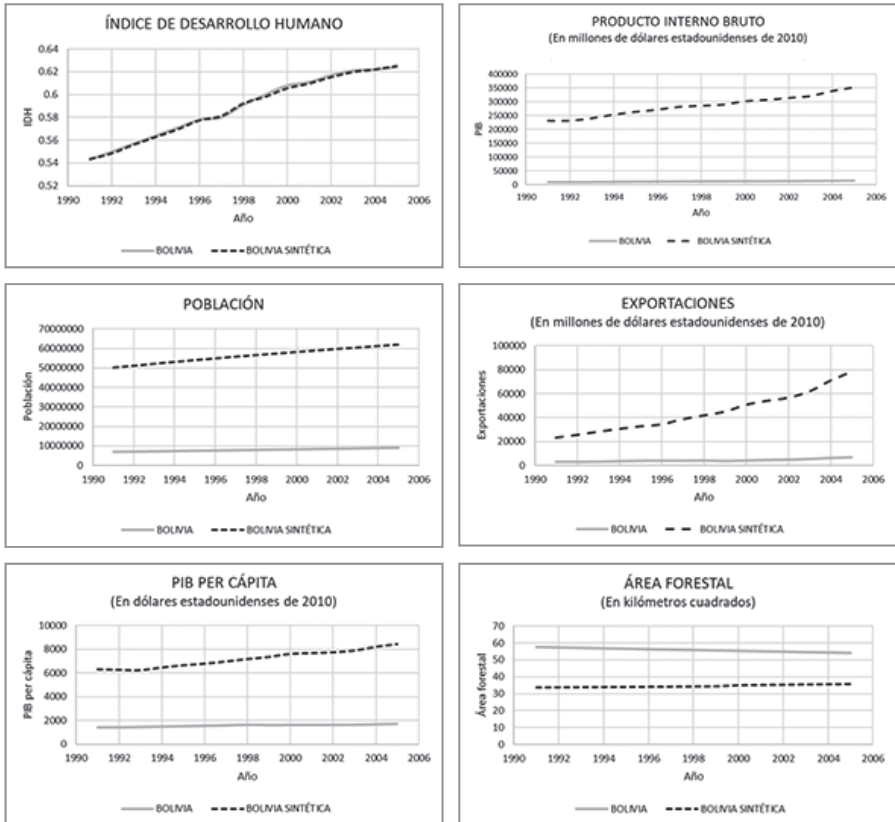 ÍNDICE DE DESARROLLO HUMANO
0.64
0.62
0.6
0.58
0.56
0.54
0.52
IDH
1990 1992 1994 1996 1998 2000 2002 2004 2006
Año
BOLIVIA BOLIVIA SINTÉTICA
PRODUCTO INTERNO BRUTO
(En millones de dólares estadounidenses de 2010)
400000
350000
300000
250000
200000
150000
100000
50000
0
PIB
1990 1992 1994 1996 1998 2000 2002 2004 2006
Año
BOLIVIA BOLIVIA SINTÉTICA
POBLACIÓN
70000000
60000000
50000000
40000000
30000000
20000000
10000000
0
Población
1990 1992 1994 1996 1998 2000 2002 2004 2006
Año
BOLIVIA BOLIVIA SINTÉTICA
EXPORTACIONES
(En millones de dólares estadounidenses de 2010)
100000
80000
60000
40000
20000
0
Exportaciones
1990 1992 1994 1996 1998 2000 2002 2004 2006
Año
BOLIVIA BOLIVIA SINTÉTICA
PIB PER CÁPITA
(En dólares estadounidenses de 2010)
10000
8000
6000
4000
2000
0
PIB per cápita
1990 1992 1994 1996 1998 2000 2002 2004 2006
Año
BOLIVIA BOLIVIA SINTÉTICA
ÁREA FORESTAL
(En kilómetros cuadrados)
70
60
50
40
30
20
10
0
Área forestal
1990 1992 1994 1996 1998 2000 2002 2004 2006
Año
BOLIVIA BOLIVIA SINTÉTICA